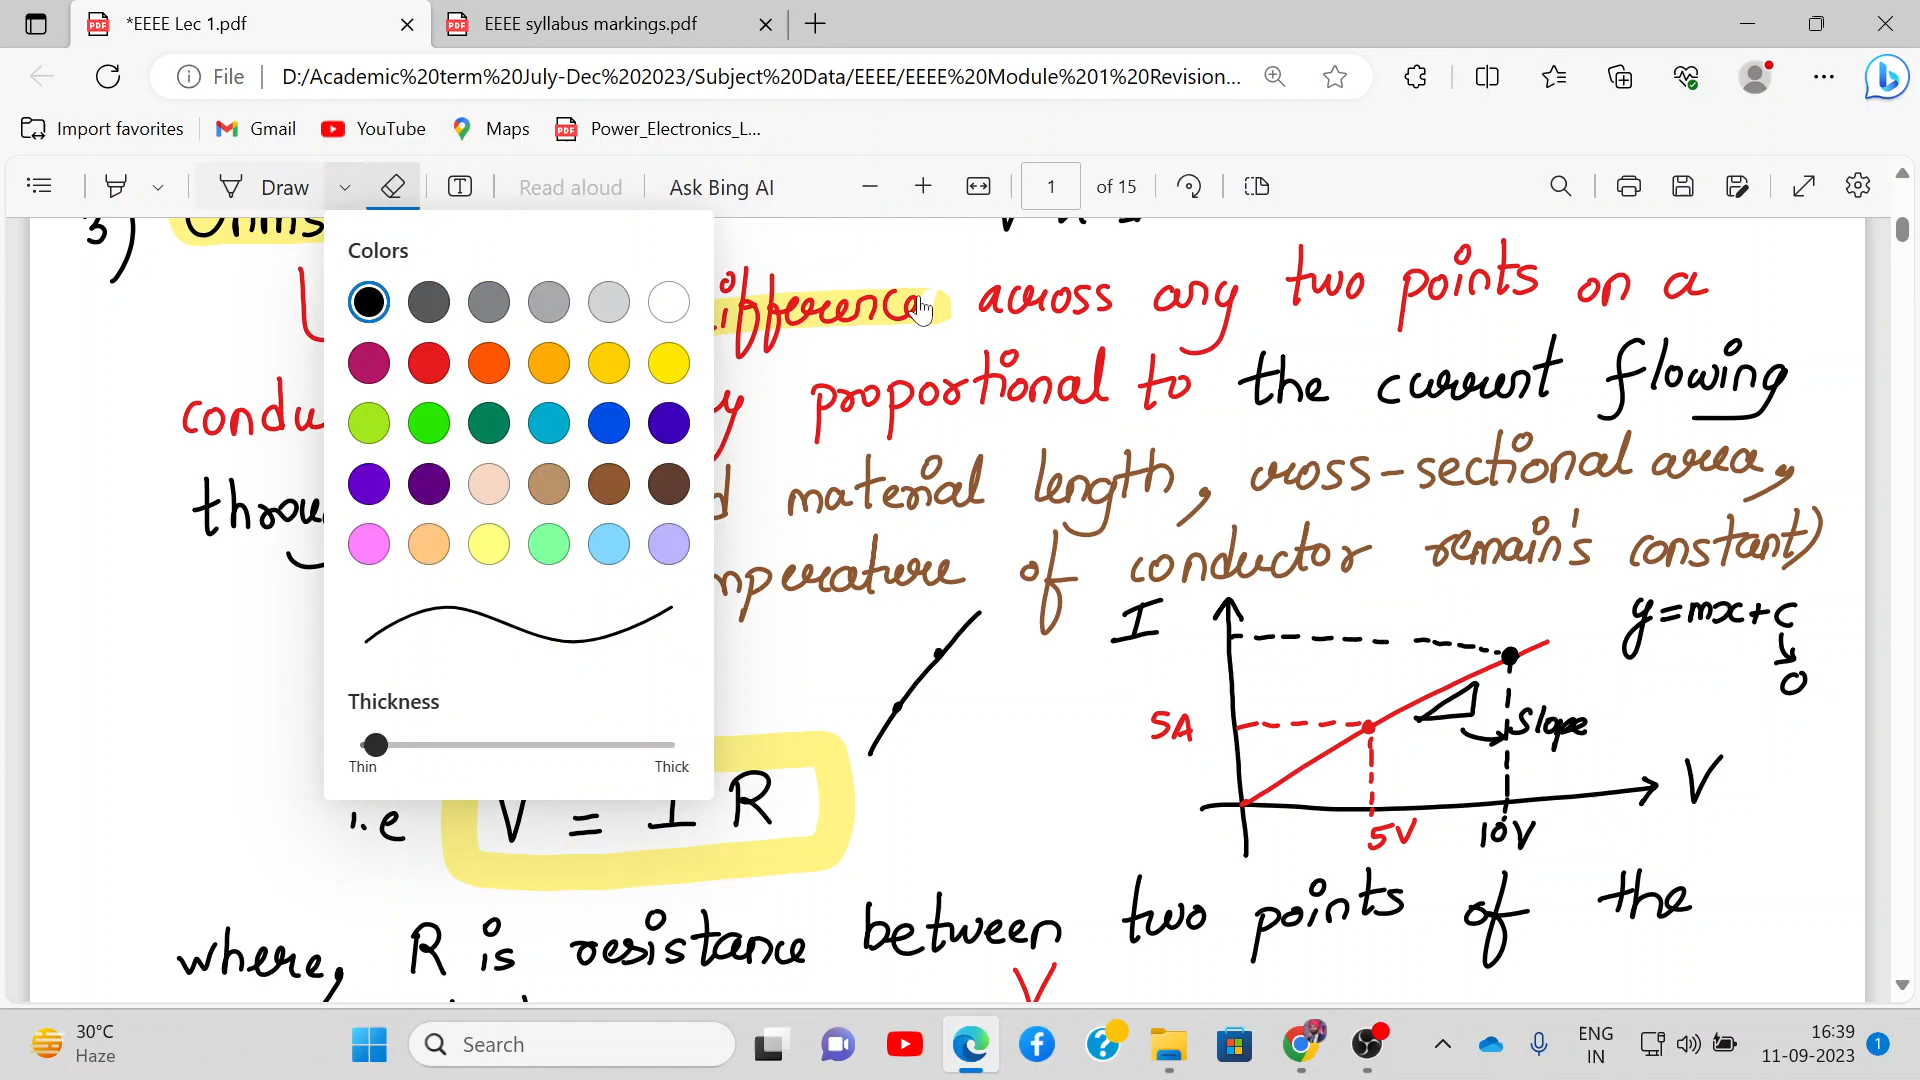 *EEEE Lec 1.pdf
EEEE syllabus markings.pdf
File
D:/Academic%20term%20July-Dec%202023/Subject%20Data/EEEE/EEEE%20Module%201%20Revision...
Import favorites
Gmail
YouTube
Maps
Power_Electronics_L...
Draw
Read aloud
Ask Bing AI
1 of 15
3)
ifference across any two points on a
condu
y proportional to the current flowing
throu
d material length, cross-sectional area,
mperature of conductor remain's constant)
Colors
Thickness
Thin
Thick
I
y=mx+c
0
5A
Slope
V
5V
10V
i.e V = I R
where, R is resistance between two points of the
V
30°C
Haze
Search
ENG
IN
16:39
11-09-2023
1